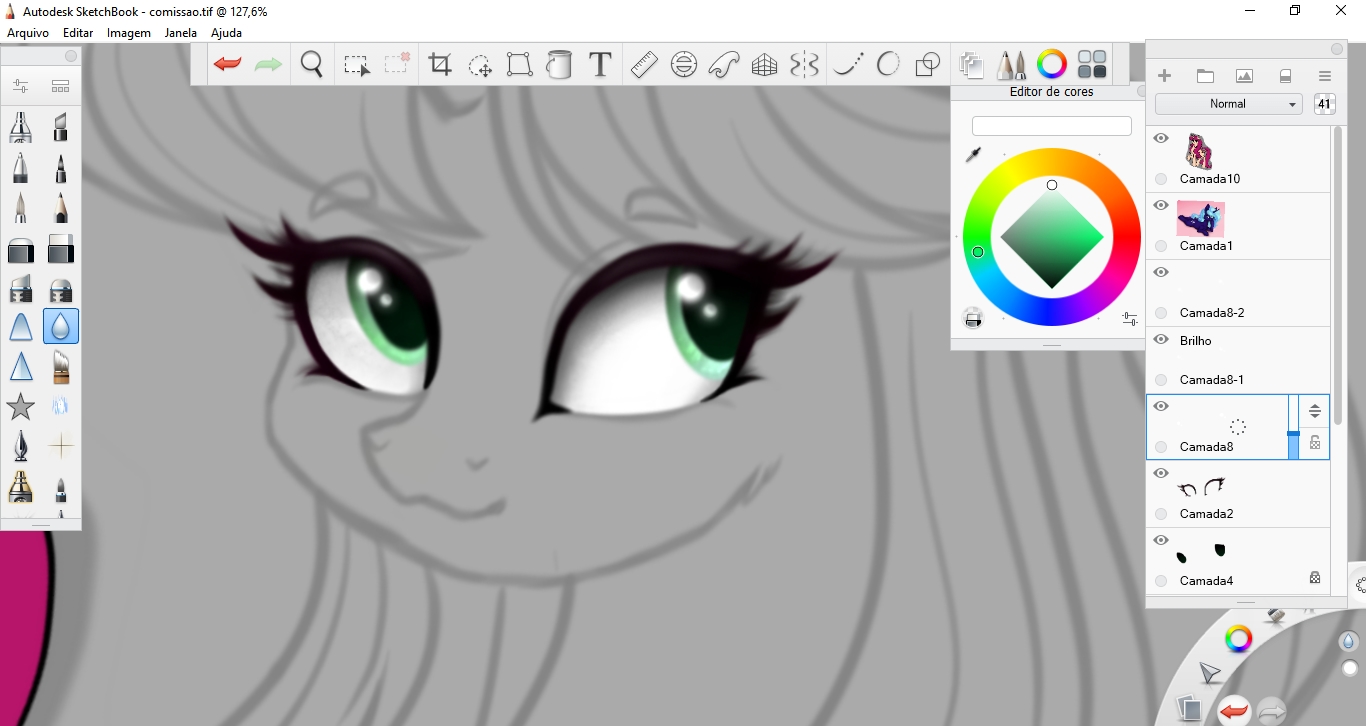 Autodesk SketchBook - comissao.tif @ 127,6%
Arquivo Editar Imagem Janela Ajuda
T
Editor de cores
Normal 41
Camada10
Camada1
Camada8-2
Brilho
Camada8-1
Camada8
Camada2
Camada4